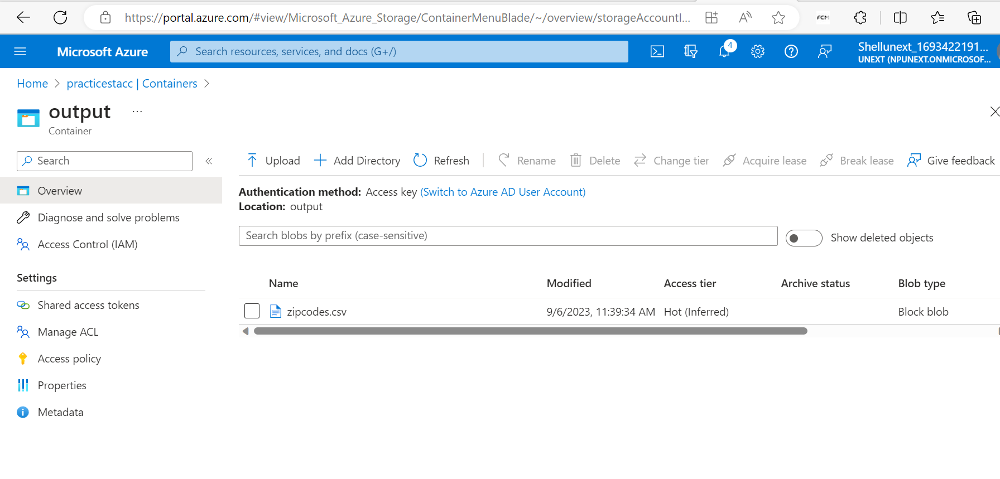 https://portal.azure.com/#view/Microsoft_Azure_Storage/ContainerMenuBlade/~/overview/storageAccountI...
FCM
Microsoft Azure
Search resources, services, and docs (G+/)
4
Shellunext_1693422191...
UNEXT (NPUNEXT.ONMICROSOF...
Home > practicestacc | Containers >
output ...
Container
Search «
Upload Add Directory Refresh Rename Delete Change tier Acquire lease Break lease Give feedback
Overview
Diagnose and solve problems
Access Control (IAM)
Settings
Shared access tokens
Manage ACL
Access policy
Properties
Metadata
Authentication method: Access key (Switch to Azure AD User Account)
Location: output
Search blobs by prefix (case-sensitive)
Show deleted objects
Name Modified Access tier Archive status Blob type
zipcodes.csv 9/6/2023, 11:39:34 AM Hot (Inferred) Block blob